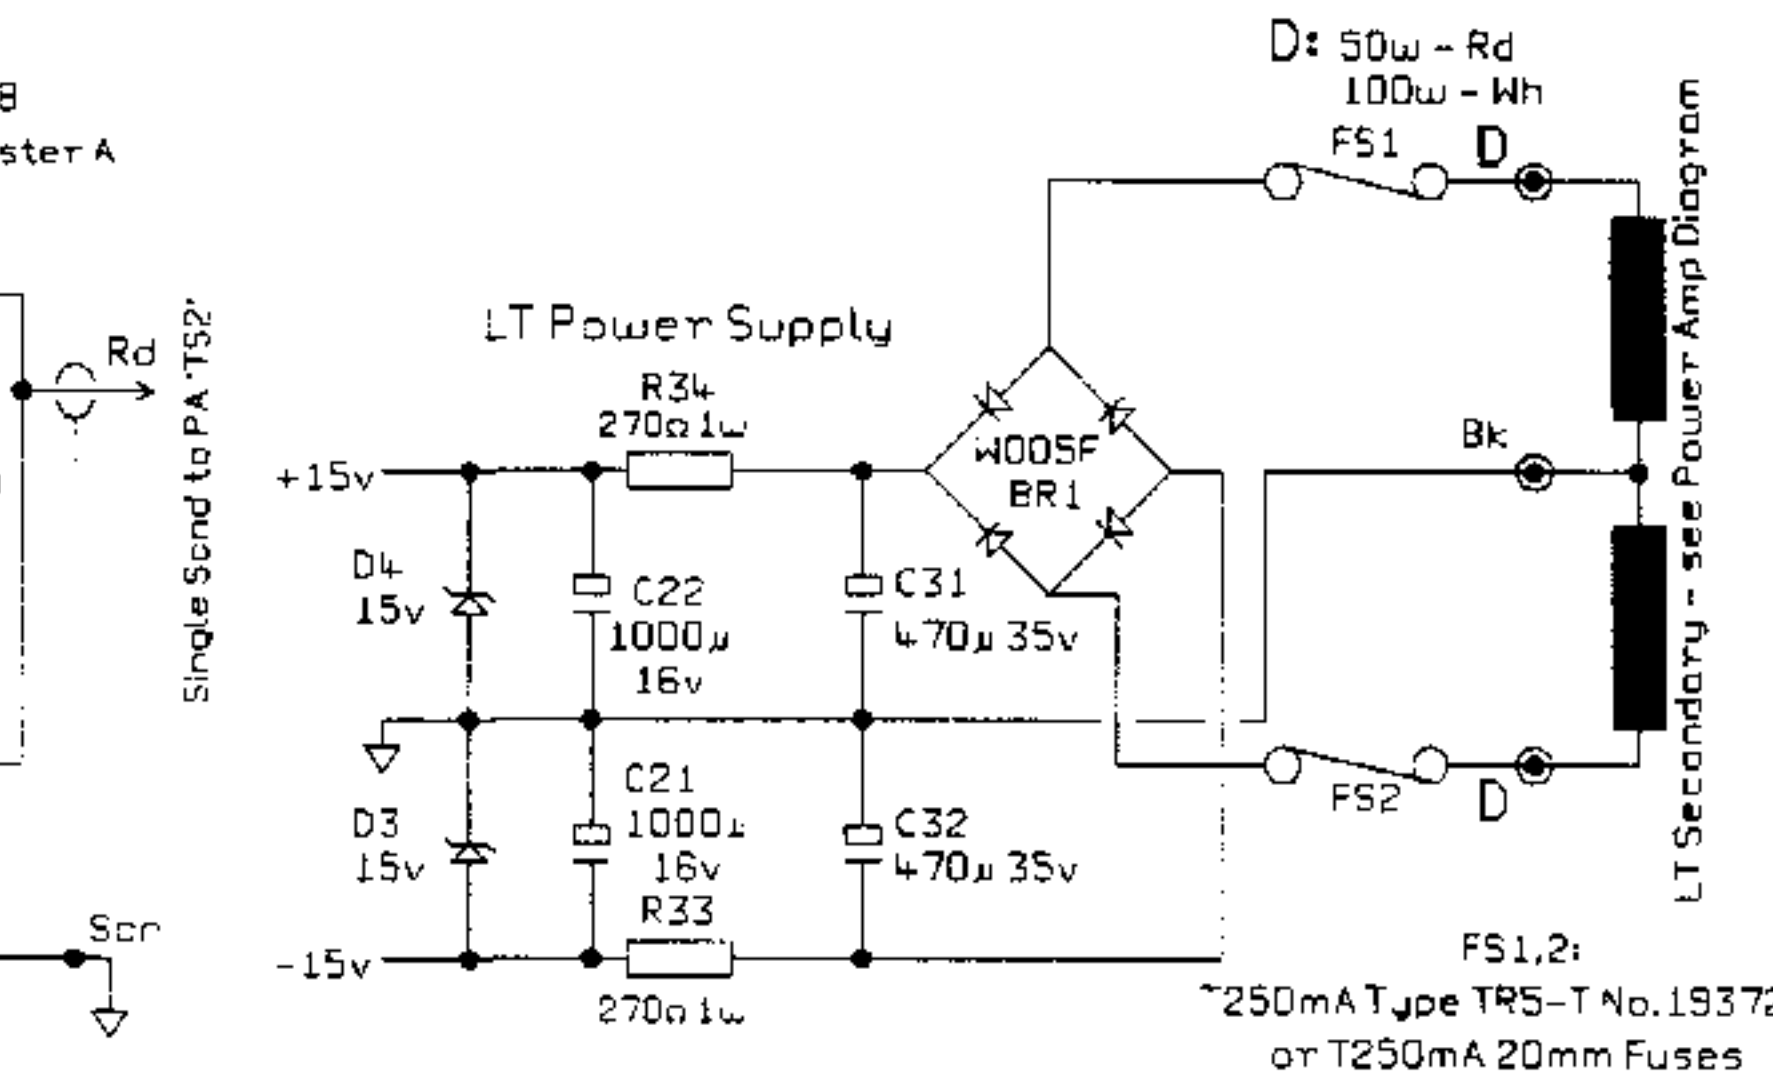 D: 50w - Rd
100w - Wh
FS1
D
ster A
Rd
Single Scnd to PA 'TS2'
LT Power Supply
R34
270Ω 1w
+15v
W005F
BR1
Bk
D4
15v
C22
1000µ
16v
C31
470µ 35v
LT Secondary - see Power Amp Diagram
D3
15v
C21
1000µ
16v
C32
470µ 35v
FS2
D
R33
-15v
270Ω 1w
Scn
FS1,2:
T250mA Type TR5-T No.19372
or T250mA 20mm Fuses